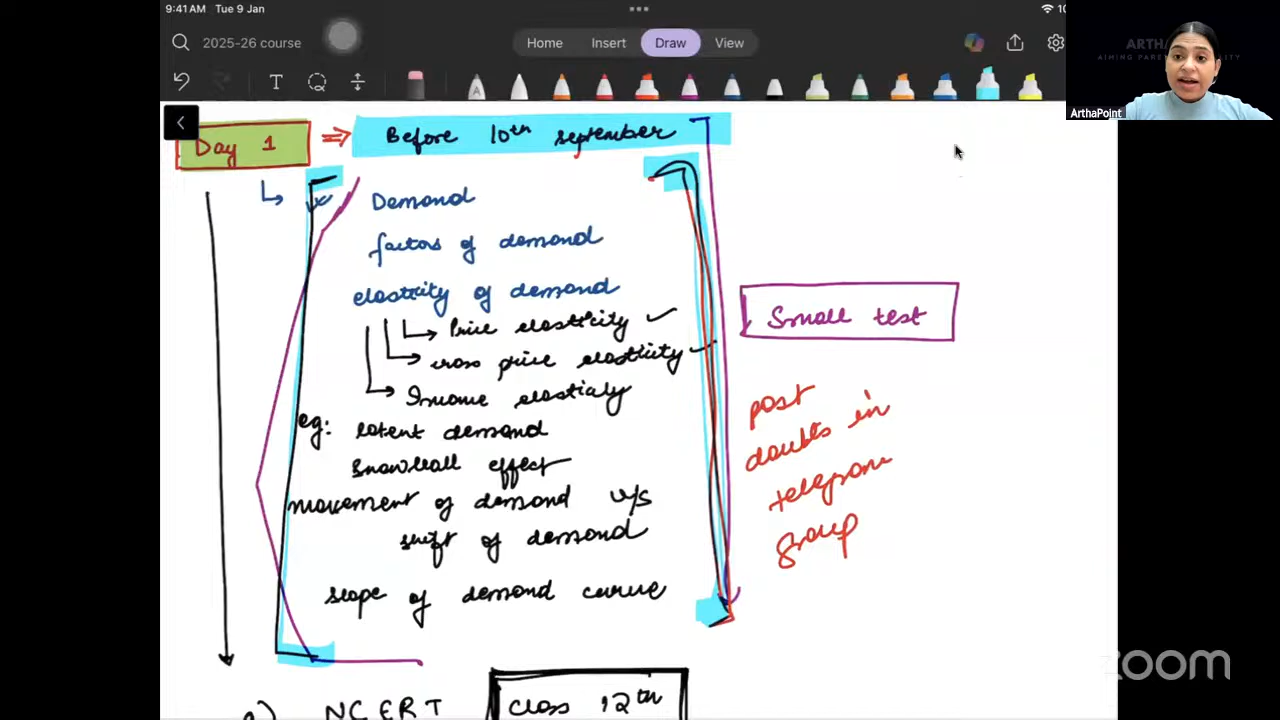 9:41 AM Tue 9 Jan
2025-26 course
Home Insert Draw View
ArthaPoint
Day 1 ⇒ Before 10th september
Demand
factors of demand
elasticity of demand
Price elasticity
cross price elasticity
Income elasticity
Small test
eg: latent demand
snowball effect
movement of demand v/s
shift of demand
slope of demand curve
post
doubts in
telegram
group
NCERT
Class 12th
zoom